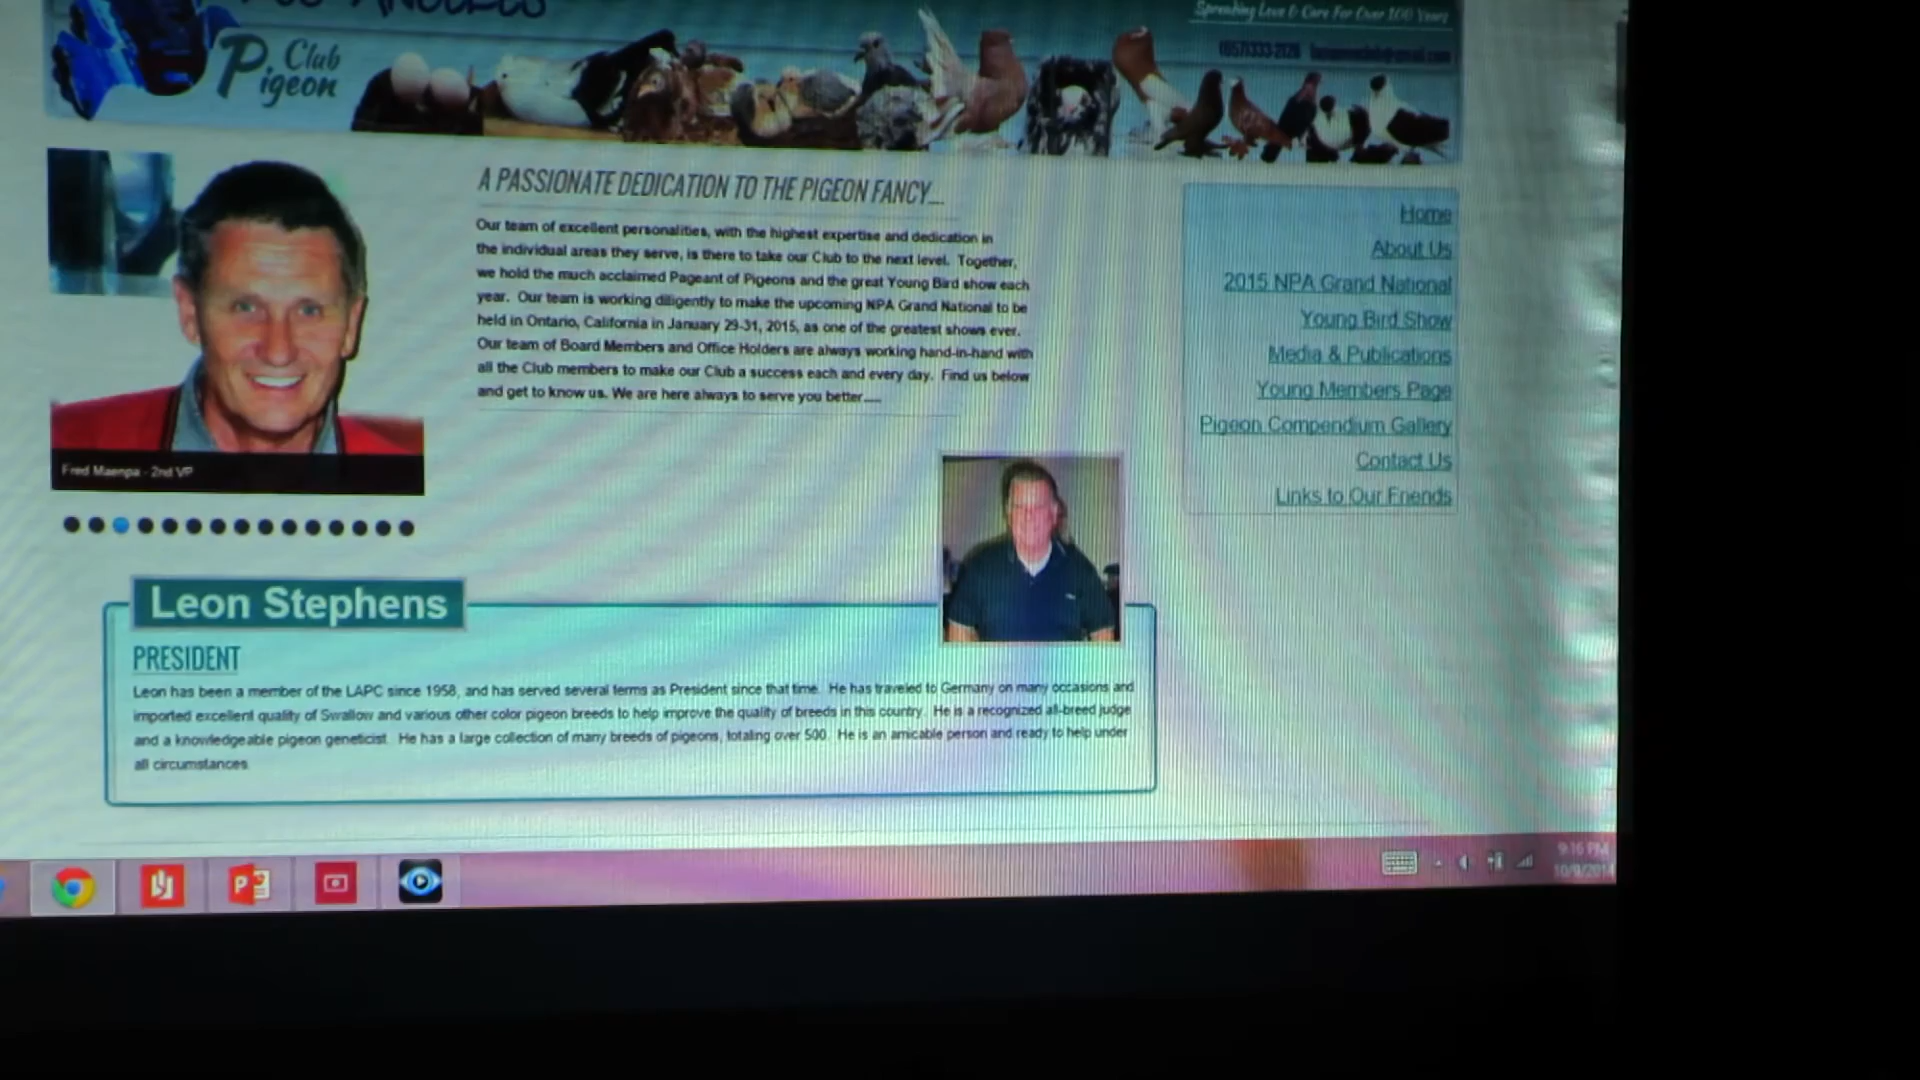 Spreading Love & Care For Over 100 Years
Club
Pigeon
A PASSIONATE DEDICATION TO THE PIGEON FANCY....
Our team of excellent personalities, with the highest expertise and dedication in
the individual areas they serve, is there to take our Club to the next level. Together,
we hold the much acclaimed Pageant of Pigeons and the great Young Bird show each
year. Our team is working diligently to make the upcoming NPA Grand National to be
held in Ontario, California in January 29-31, 2015, as one of the greatest shows ever.
Our team of Board Members and Office Holders are always working hand-in-hand with
all the Club members to make our Club a success each and every day. Find us below
and get to know us. We are here always to serve you better.....
Fred Maenpa - 2nd VP
Home
About Us
2015 NPA Grand National
Young Bird Show
Media & Publications
Young Members Page
Pigeon Compendium Gallery
Contact Us
Links to Our Friends
Leon Stephens
PRESIDENT
Leon has been a member of the LAPC since 1958, and has served several terms as President since that time. He has traveled to Germany on many occasions and
imported excellent quality of Swallow and various other color pigeon breeds to help improve the quality of breeds in this country. He is a recognized all-breed judge
and a knowledgeable pigeon geneticist. He has a large collection of many breeds of pigeons, totaling over 500. He is an amicable person and ready to help under
all circumstances.
9:16 PM
10/9/2014